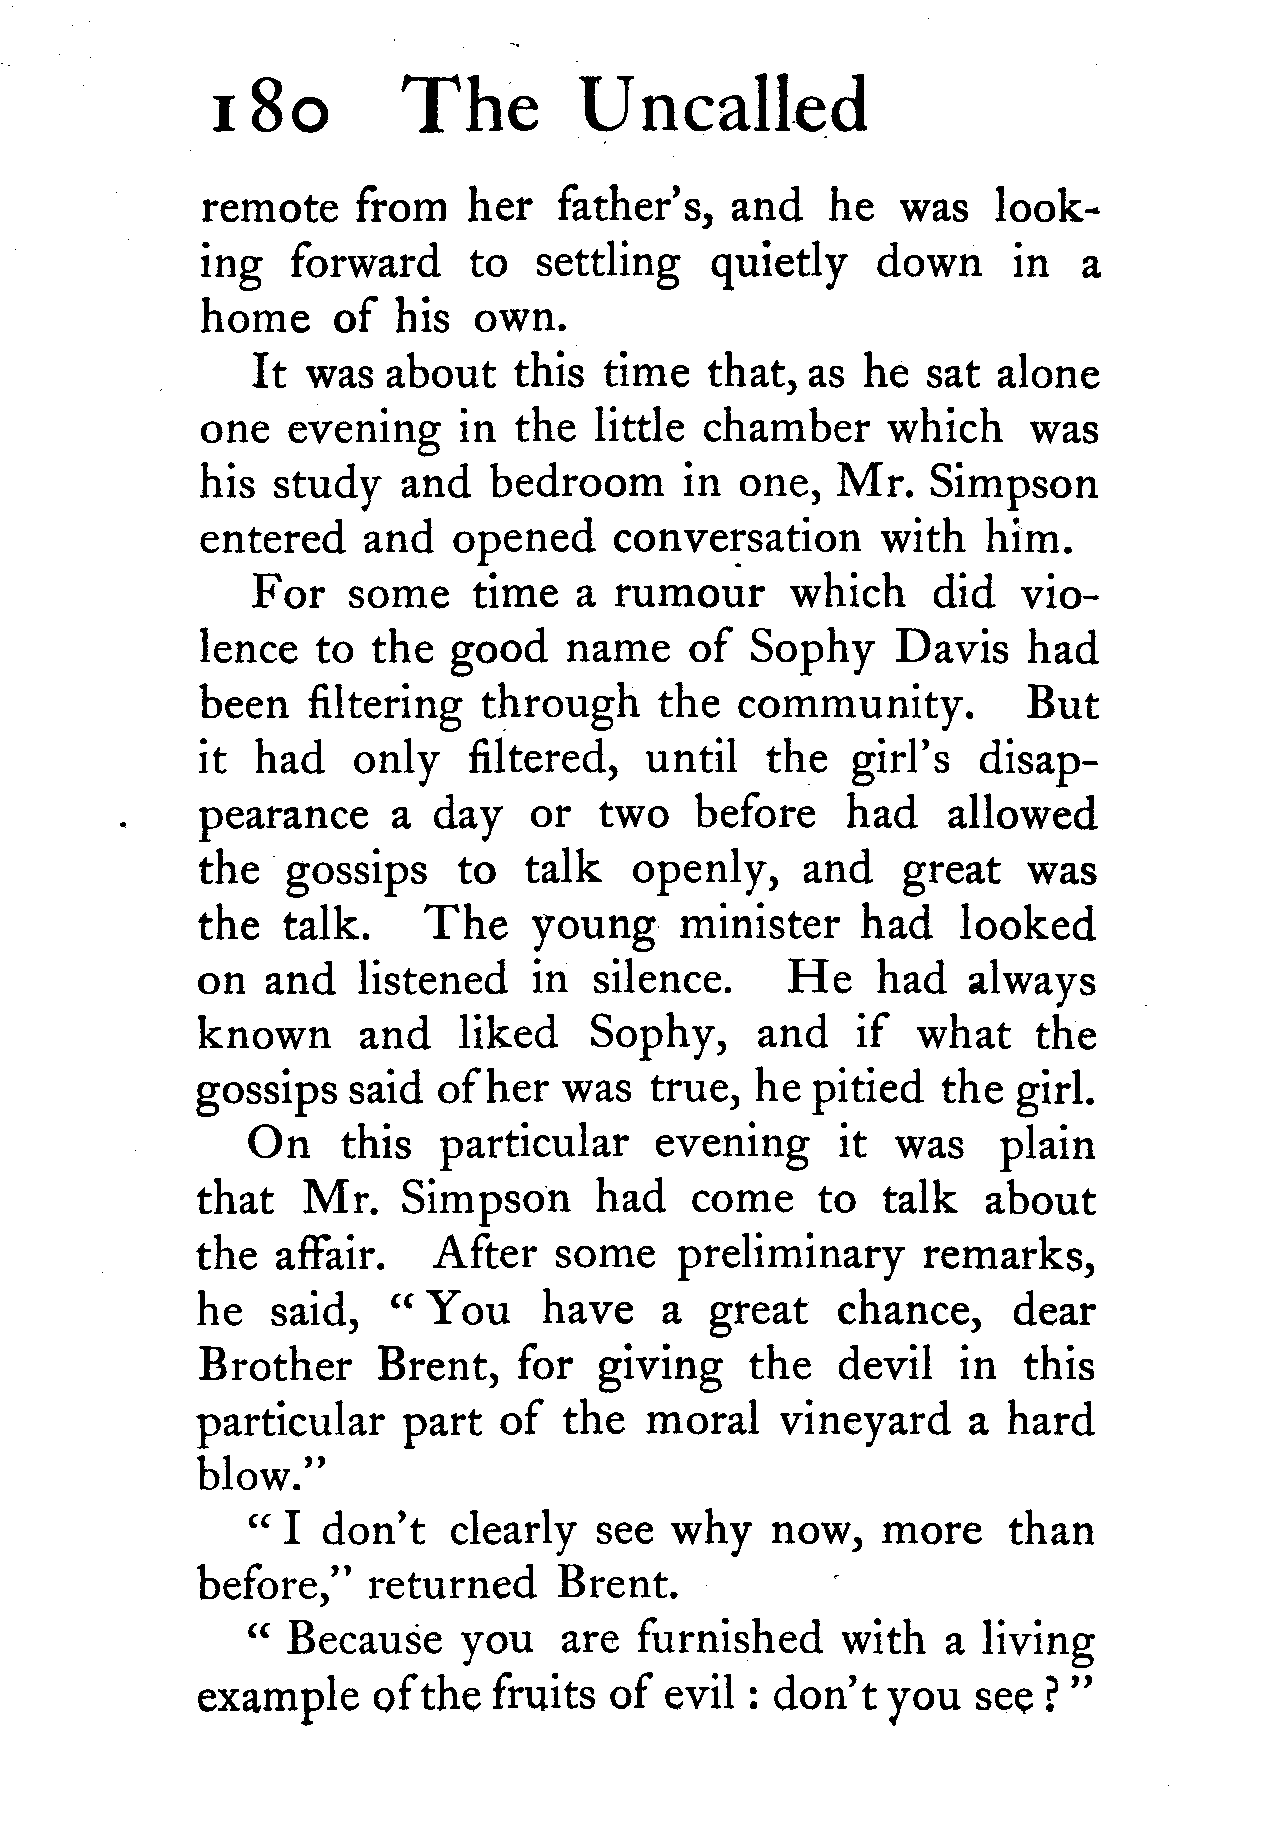 180 The Uncalled
remote from her father's, and he was look-
ing forward to settling quietly down in a
home of his own.
It was about this time that, as he sat alone
one evening in the little chamber which was
his study and bedroom in one, Mr. Simpson
entered and opened conversation with him.
For some time a rumour which did vio-
lence to the good name of Sophy Davis had
been filtering through the community. But
it had only filtered, until the girl's disap-
pearance a day or two before had allowed
the gossips to talk openly, and great was
the talk. The young minister had looked
on and listened in silence. He had always
known and liked Sophy, and if what the
gossips said of her was true, he pitied the girl.
On this particular evening it was plain
that Mr. Simpson had come to talk about
the affair. After some preliminary remarks,
he said, “ You have a great chance, dear
Brother Brent, for giving the devil in this
particular part of the moral vineyard a hard
blow.”
“ I don't clearly see why now, more than
before,” returned Brent.
“ Because you are furnished with a living
example of the fruits of evil : don't you see ? ”